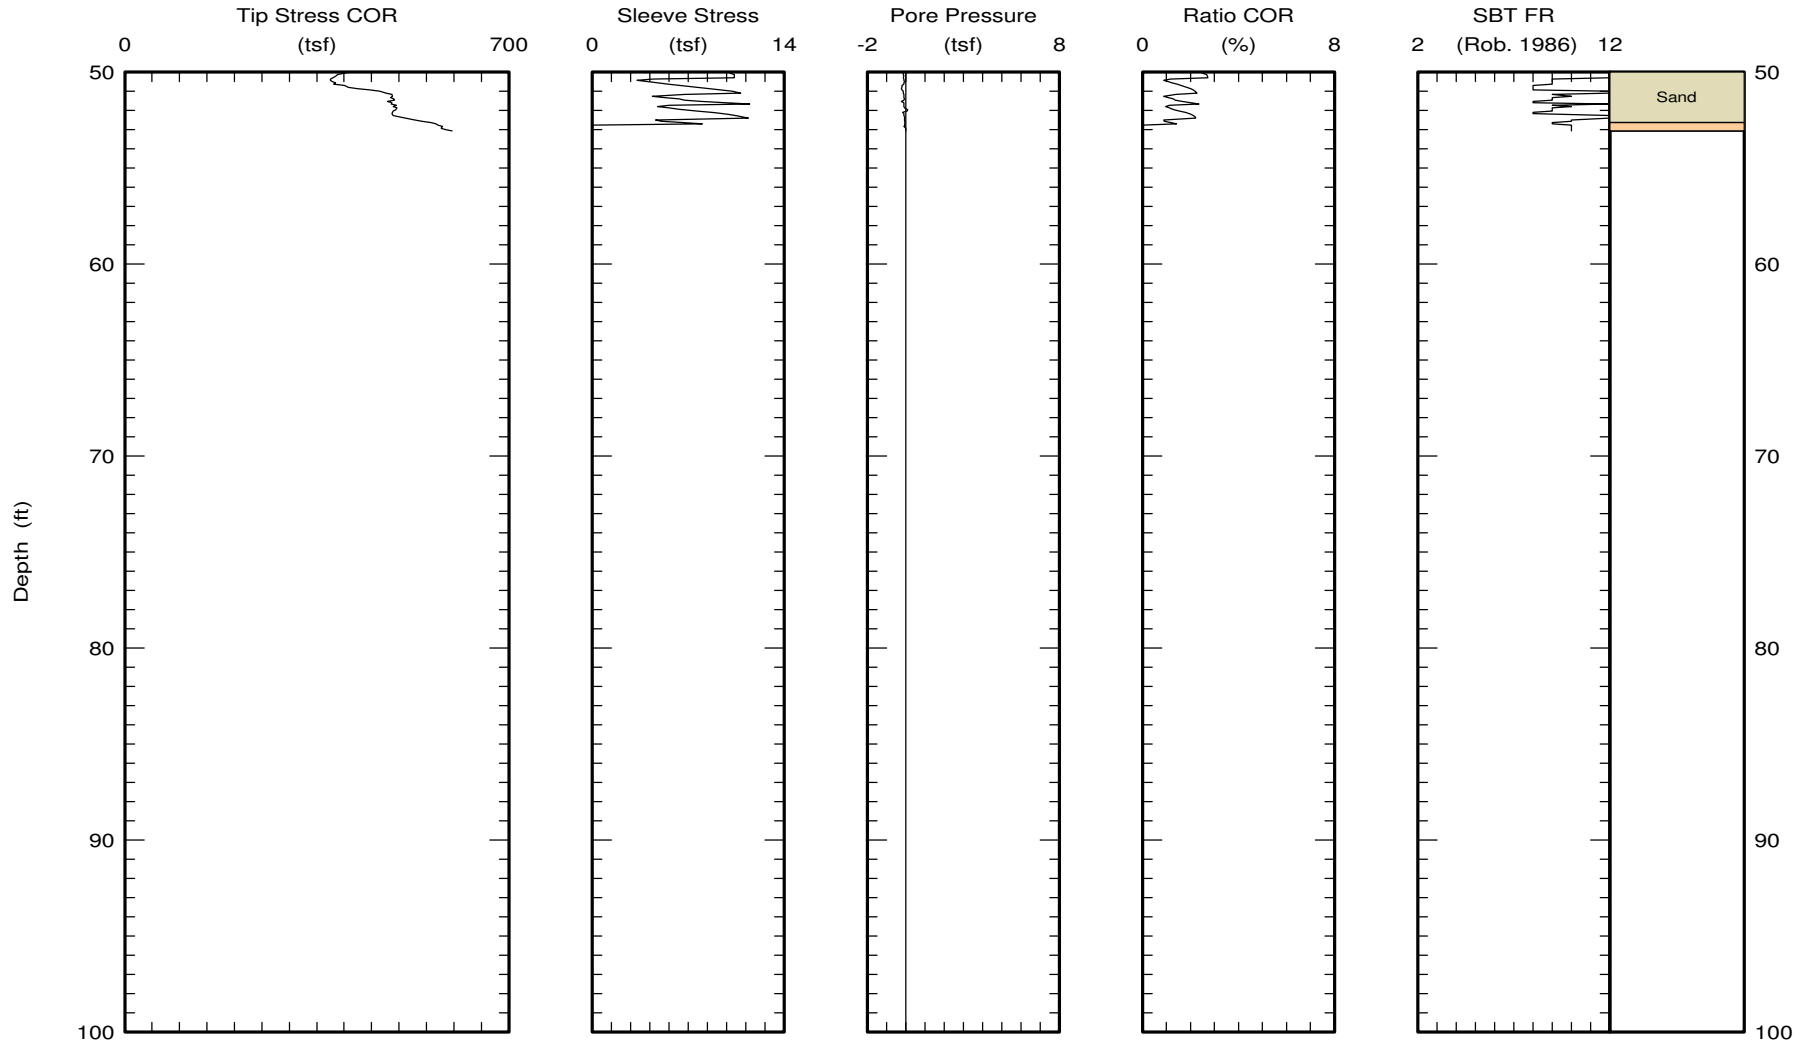 Tip Stress COR Sleeve Stress Pore Pressure Ratio COR SBT FR
0 (tsf) 700 0 (tsf) 14 -2 (tsf) 8 0 (%) 8 2 (Rob. 1986) 12
50 50
Sand
60 60
70 70
Depth (ft)
80 80
90 90
100 100